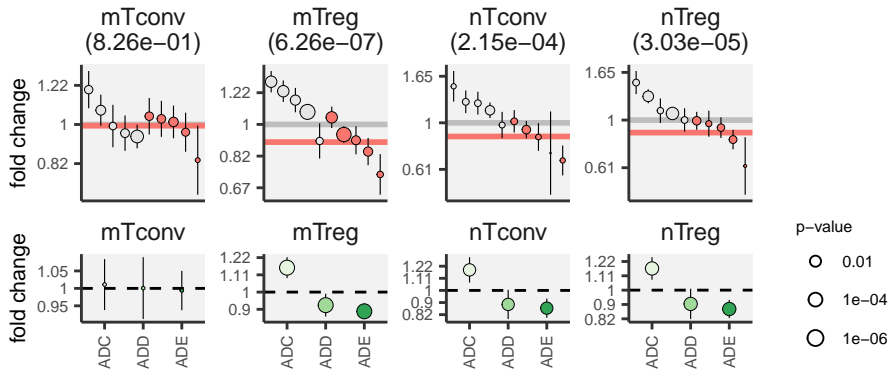 mTconv
(8.26e−01)
mTreg
(6.26e−07)
nTconv
(2.15e−04)
nTreg
(3.03e−05)
fold change
1.22
1
0.82
1.22
1
0.82
0.67
1.65
1
0.61
1.65
1
0.61
mTconv
mTreg
nTconv
nTreg
fold change
1.05
1
0.95
1.22
1.11
1
0.9
1.22
1.11
1
0.9
0.82
1.22
1.11
1
0.9
0.82
ADC
ADD
ADE
ADC
ADD
ADE
ADC
ADD
ADE
ADC
ADD
ADE
p−value
0.01
1e−04
1e−06